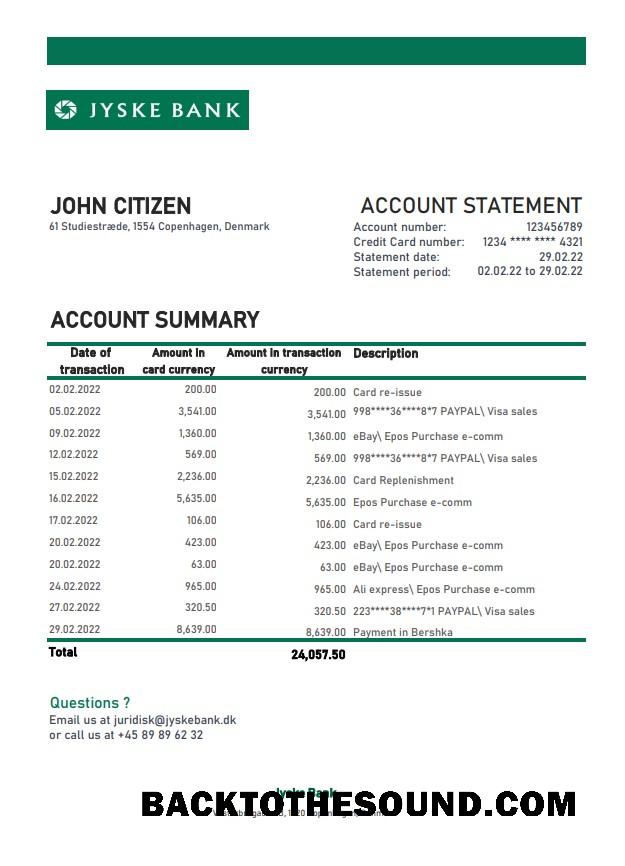 JYSKE BANK
JOHN CITIZEN
61 Studiestræde, 1554 Copenhagen, Denmark
ACCOUNT STATEMENT
Account number: 123456789
Credit Card number: 1234 **** **** 4321
Statement date: 29.02.22
Statement period: 02.02.22 to 29.02.22
ACCOUNT SUMMARY
Date of transaction Amount in card currency Amount in transaction currency Description
02.02.2022 200.00 200.00 Card re-issue
05.02.2022 3,541.00 3,541.00 998****36****8*7 PAYPAL\ Visa sales
09.02.2022 1,360.00 1,360.00 eBay\ Epos Purchase e-comm
12.02.2022 569.00 569.00 998****36****8*7 PAYPAL\ Visa sales
15.02.2022 2,236.00 2,236.00 Card Replenishment
16.02.2022 5,635.00 5,635.00 Epos Purchase e-comm
17.02.2022 106.00 106.00 Card re-issue
20.02.2022 423.00 423.00 eBay\ Epos Purchase e-comm
20.02.2022 63.00 63.00 eBay\ Epos Purchase e-comm
24.02.2022 965.00 965.00 Ali express\ Epos Purchase e-comm
27.02.2022 320.50 320.50 223****38****7*1 PAYPAL\ Visa sales
29.02.2022 8,639.00 8,639.00 Payment in Bershka
Total 24,057.50
Questions ?
Email us at juridisk@jyskebank.dk
or call us at +45 89 89 62 32
Jyske Bank
BACKTOTHESOUND.COM